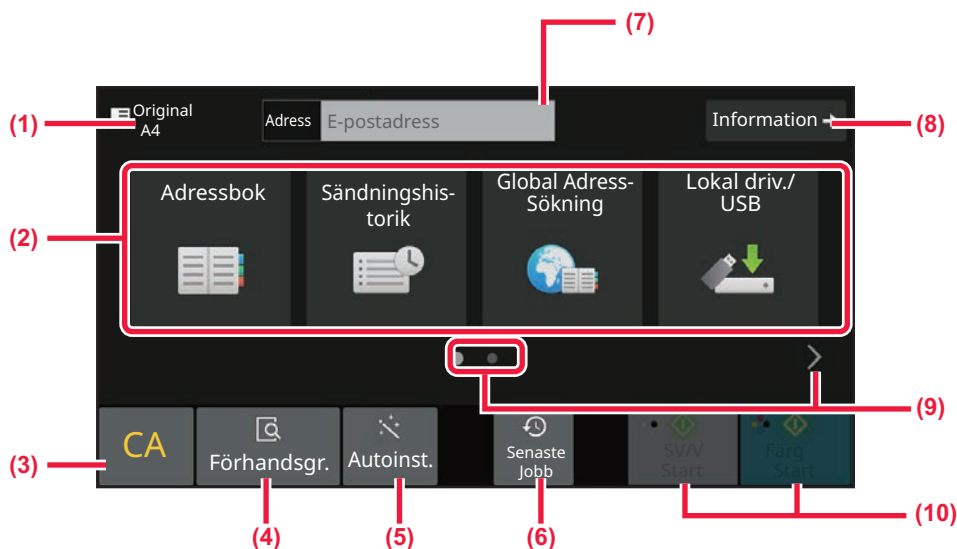 (7)
Original
A4
Adress
E-postadress
Information
(1)
(8)
Adressbok
Sändningshis-
torik
Global Adress-
Sökning
Lokal driv./
USB
(2)
(9)
CA
Förhandsgr.
Autoinst.
Senaste
Jobb
SV/V
Start
Färg
Start
(3)
(4)
(5)
(6)
(10)